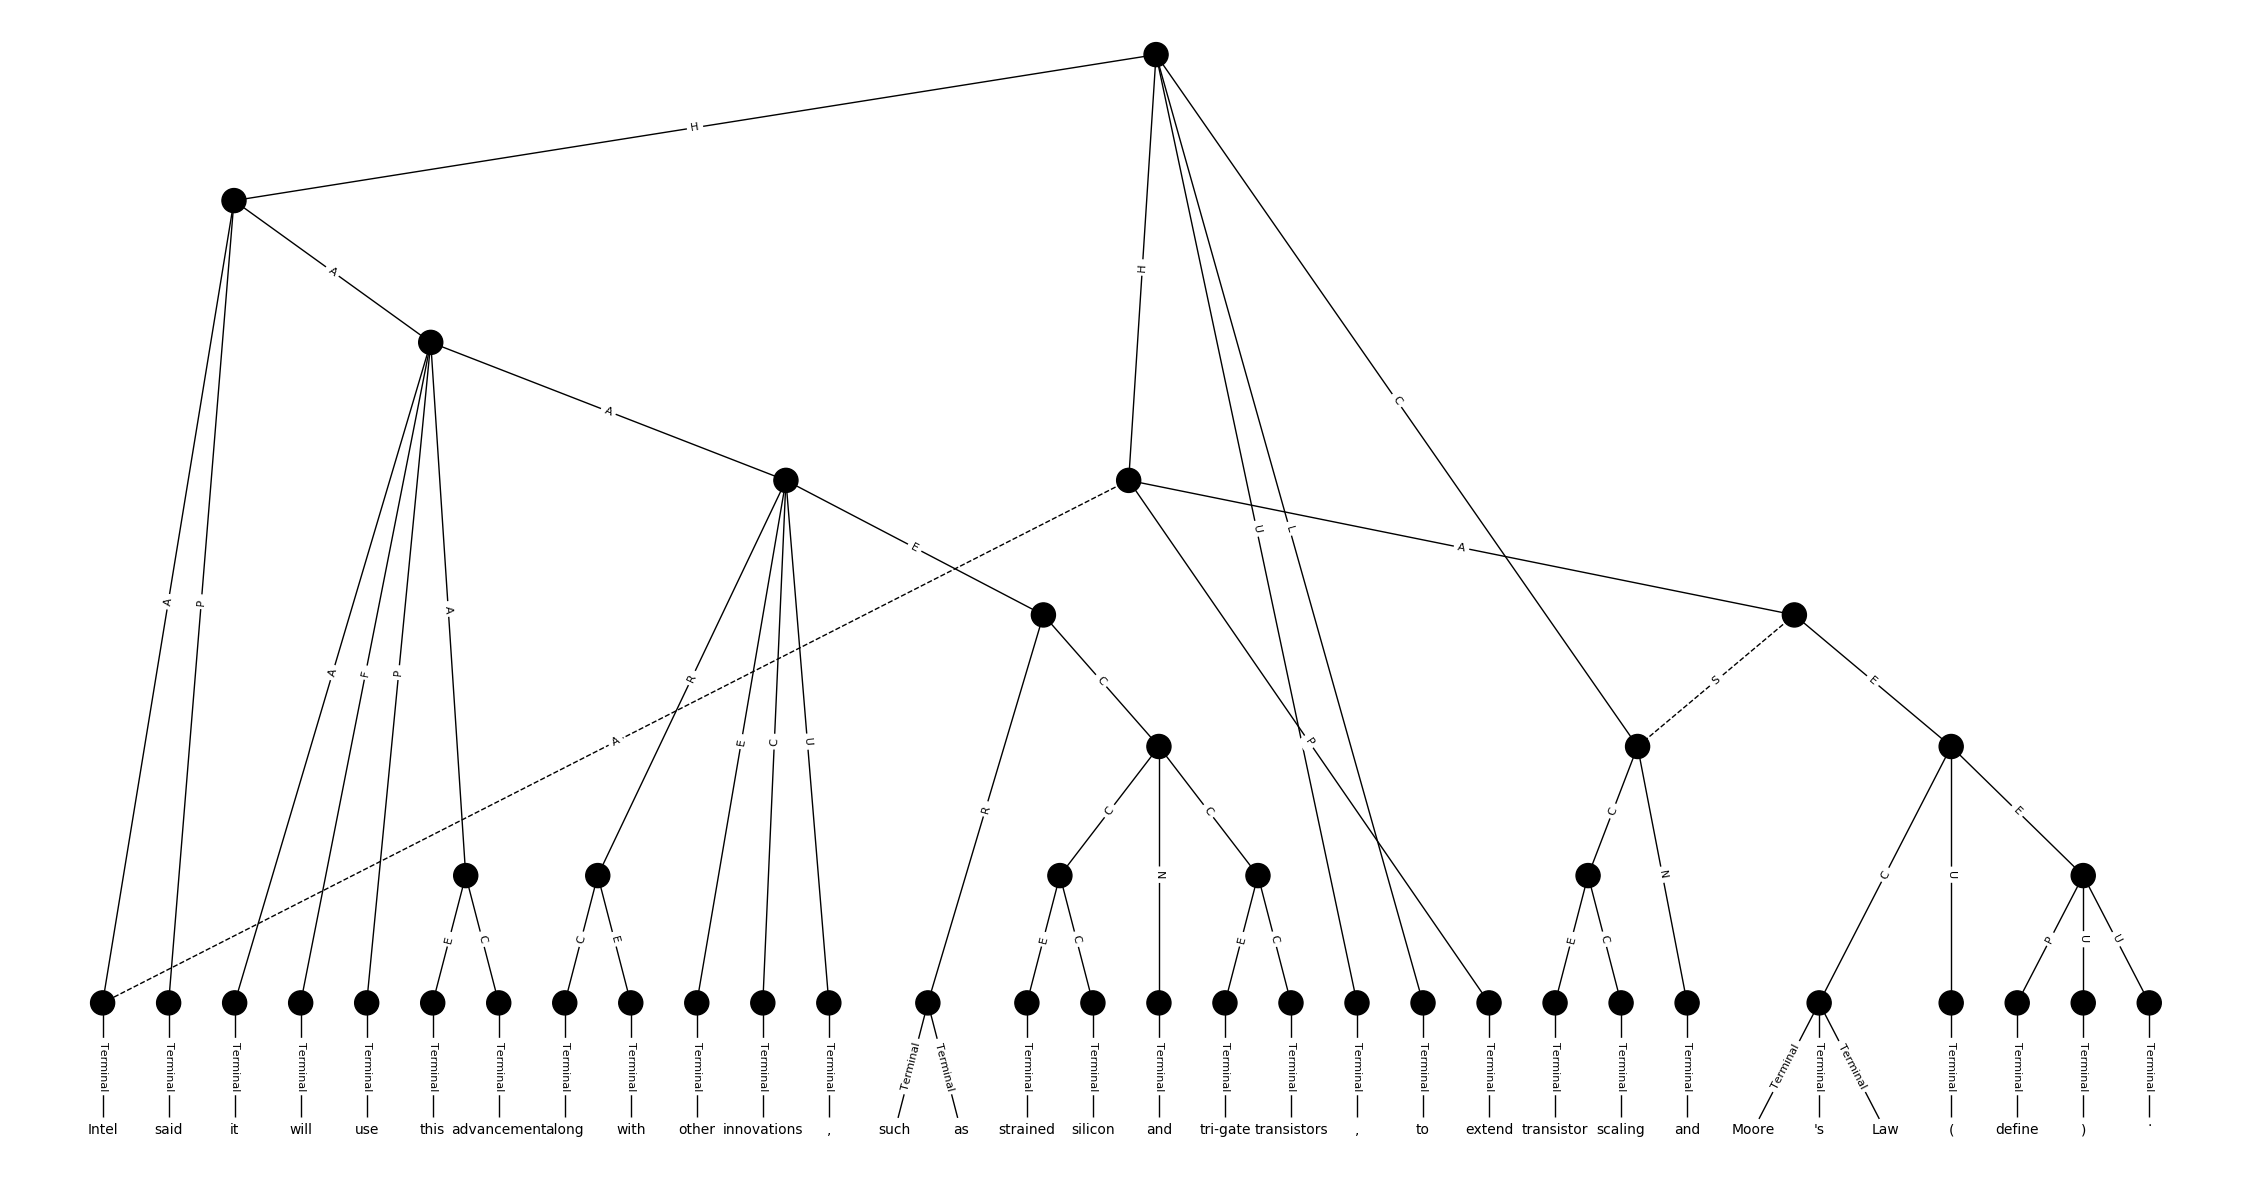 H
H
A
C
A
U
L
E
A
A
P
A
R
C
S
E
A
F
P
E
C
U
A
P
R
C
N
C
C
N
C
U
E
E
C
C
E
E
C
E
C
E
C
P
U
U
Terminal Terminal Terminal Terminal Terminal Terminal Terminal Terminal Terminal Terminal Terminal Terminal Terminal Terminal Terminal Terminal Terminal Terminal Terminal Terminal Terminal Terminal Terminal Terminal Terminal Terminal Terminal Terminal Terminal Terminal Terminal Terminal
Intel said it will use this advancement along with other innovations , such as strained silicon and tri-gate transistors , to extend transistor scaling and Moore 's Law ( define ) .